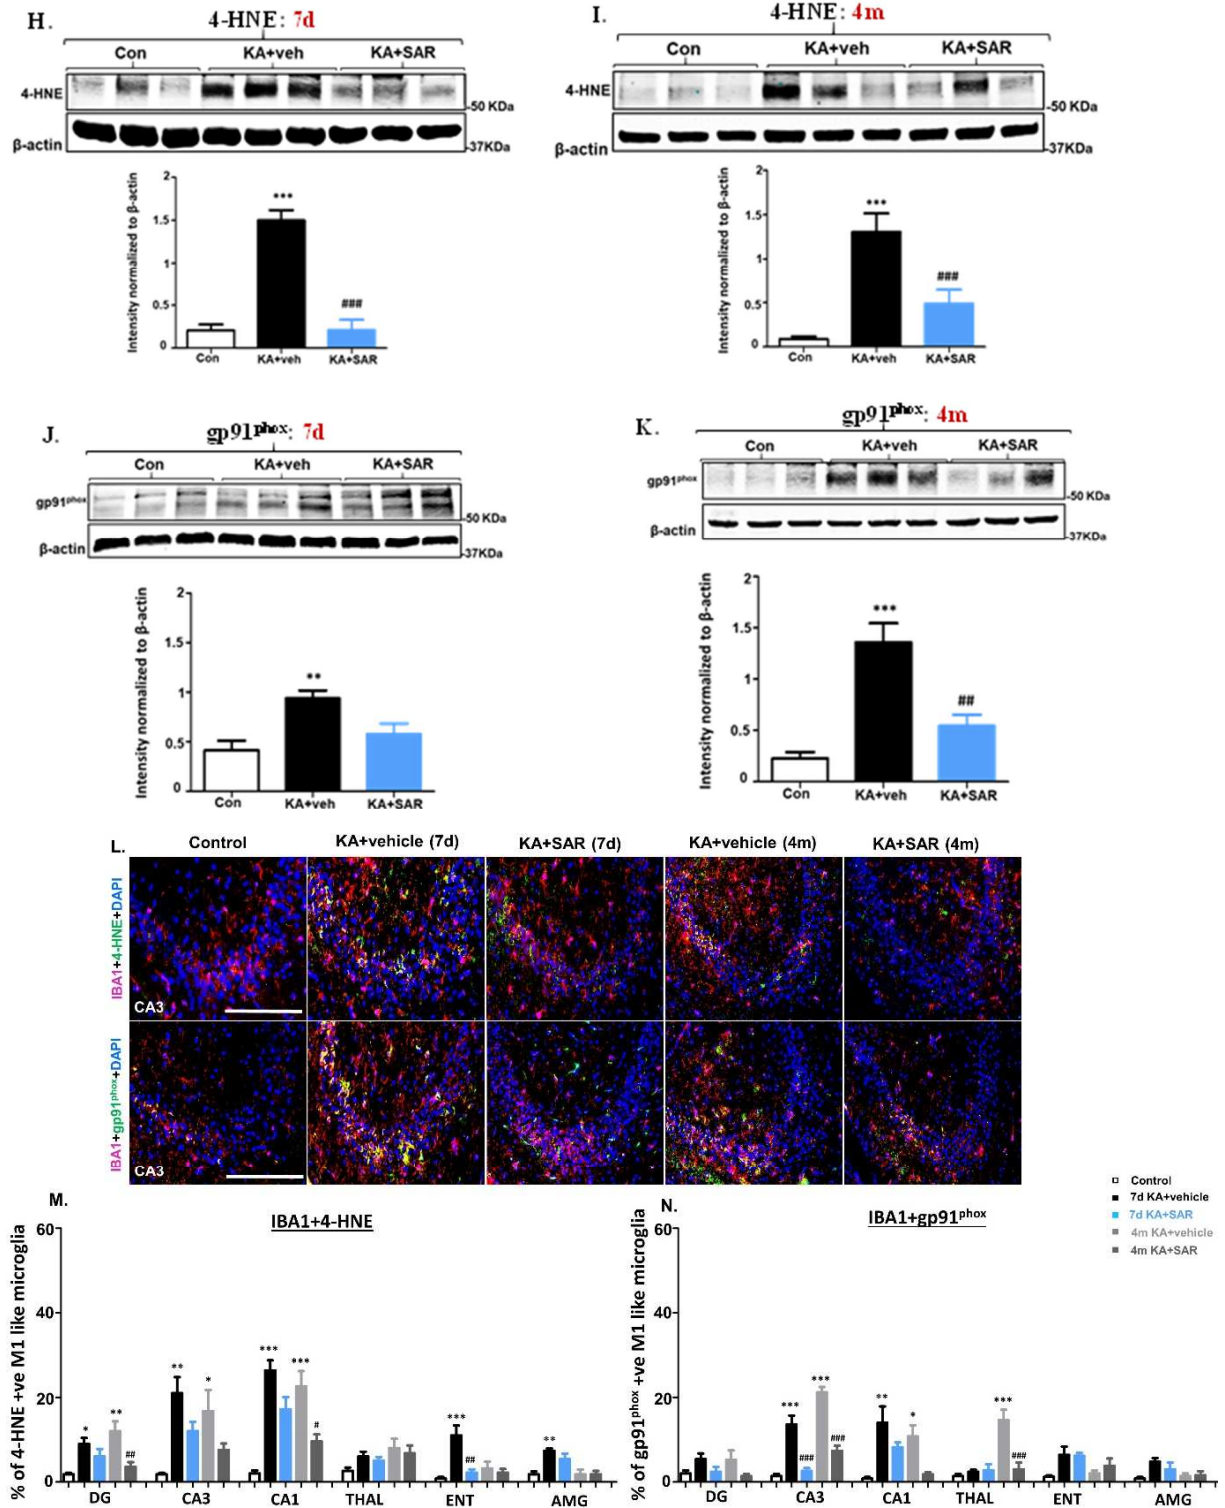 H. 4-HNE: 7d
Con KA+veh KA+SAR
4-HNE
-50 KDa
β-actin
-37KDa
Intensity normalized to β-actin
2
***
1.5
1
###
0.5
0
Con KA+veh KA+SAR
I. 4-HNE: 4m
Con KA+veh KA+SAR
4-HNE
-50 KDa
β-actin
-37KDa
Intensity normalized to β-actin
2
***
1.5
1
###
0.5
0
Con KA+veh KA+SAR
J. gp91phox: 7d
Con KA+veh KA+SAR
gp91phox
-50 KDa
β-actin
-37KDa
Intensity normalized to β-actin
2
1.5
**
1
0.5
0
Con KA+veh KA+SAR
K. gp91phox: 4m
Con KA+veh KA+SAR
gp91phox
-50 KDa
β-actin
-37KDa
Intensity normalized to β-actin
2
***
1.5
1
##
0.5
0
Con KA+veh KA+SAR
L. Control KA+vehicle (7d) KA+SAR (7d) KA+vehicle (4m) KA+SAR (4m)
IBA1+4-HNE+DAPI
CA3
IBA1+gp91phox+DAPI
CA3
M. IBA1+4-HNE
% of 4-HNE +ve M1 like microglia
60
40
20
0
* ** ## ** * *** *** # *** ## **
DG CA3 CA1 THAL ENT AMG
N. IBA1+gp91phox
Control
7d KA+vehicle
7d KA+SAR
4m KA+vehicle
4m KA+SAR
% of gp91phox +ve M1 like microglia
60
40
20
0
*** ### *** ### ** * *** ###
DG CA3 CA1 THAL ENT AMG